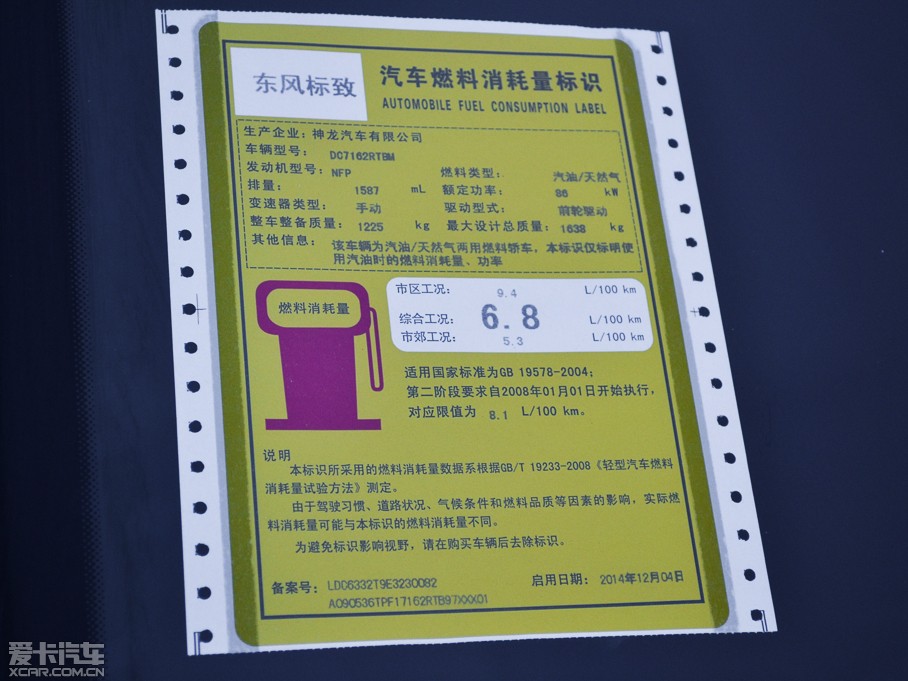 东风标致
汽车燃料消耗量标识
AUTOMOBILE FUEL CONSUMPTION LABEL
生产企业：神龙汽车有限公司
车辆型号： DC7162RTBM
发动机型号：NFP 燃料类型： 汽油/天然气
排量： 1587 mL 额定功率： 86 kW
变速器类型： 手动 驱动型式： 前轮驱动
整车整备质量： 1225 kg 最大设计总质量： 1638 kg
其他信息： 该车辆为汽油/天然气两用燃料轿车，本标识仅标明使
用汽油时的燃料消耗量、功率
燃料消耗量
市区工况： 9.4 L/100 km
综合工况： 6.8 L/100 km
市郊工况： 5.3 L/100 km
适用国家标准为GB 19578-2004；
第二阶段要求自2008年01月01日开始执行，
对应限值为 8.1 L/100 km。
说明
本标识所采用的燃料消耗量数据系根据GB/T 19233-2008《轻型汽车燃料
消耗量试验方法》测定。
由于驾驶习惯、道路状况、气候条件和燃料品质等因素的影响，实际燃
料消耗量可能与本标识的燃料消耗量不同。
为避免标识影响视野，请在购买车辆后去除标识。
备案号： LDC6332T9E3230082 启用日期： 2014年12月04日
A090536TPF17162RTB97XXX01
爱卡汽车
XCAR.COM.CN